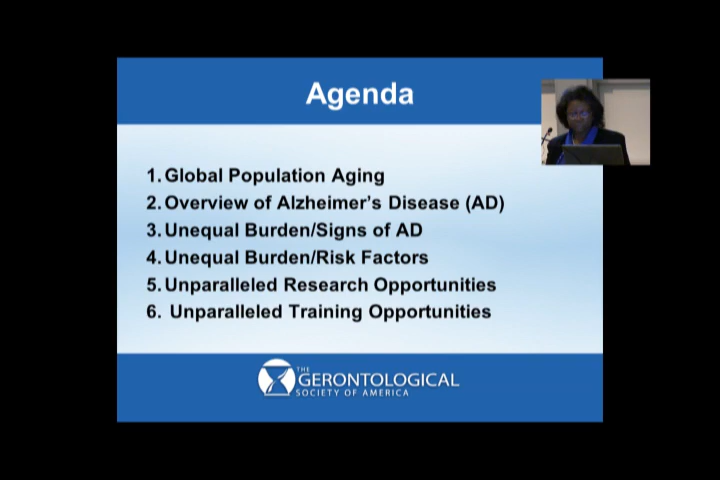 Agenda
1. Global Population Aging
2. Overview of Alzheimer's Disease (AD)
3. Unequal Burden/Signs of AD
4. Unequal Burden/Risk Factors
5. Unparalleled Research Opportunities
6. Unparalleled Training Opportunities
THE
GERONTOLOGICAL
SOCIETY OF AMERICA